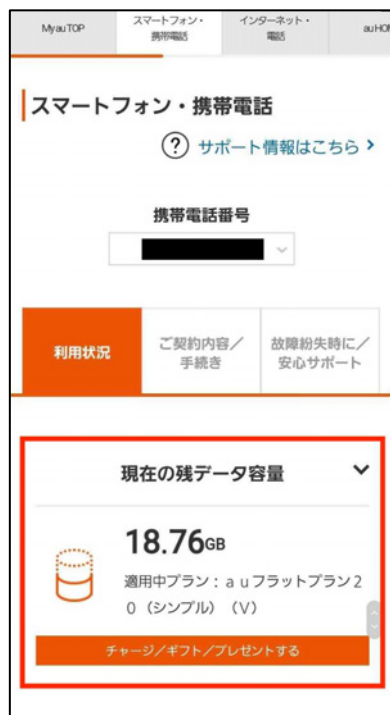 My au TOP
スマートフォン・
携帯電話
インターネット・
電話
au HOM
スマートフォン・携帯電話
? サポート情報はこちら >
携帯電話番号
利用状況
ご契約内容／
手続き
故障紛失時に／
安心サポート
現在の残データ容量
18.76GB
適用中プラン：ａｕフラットプラン２
０（シンプル）（Ｖ）
チャージ／ギフト／プレゼントする